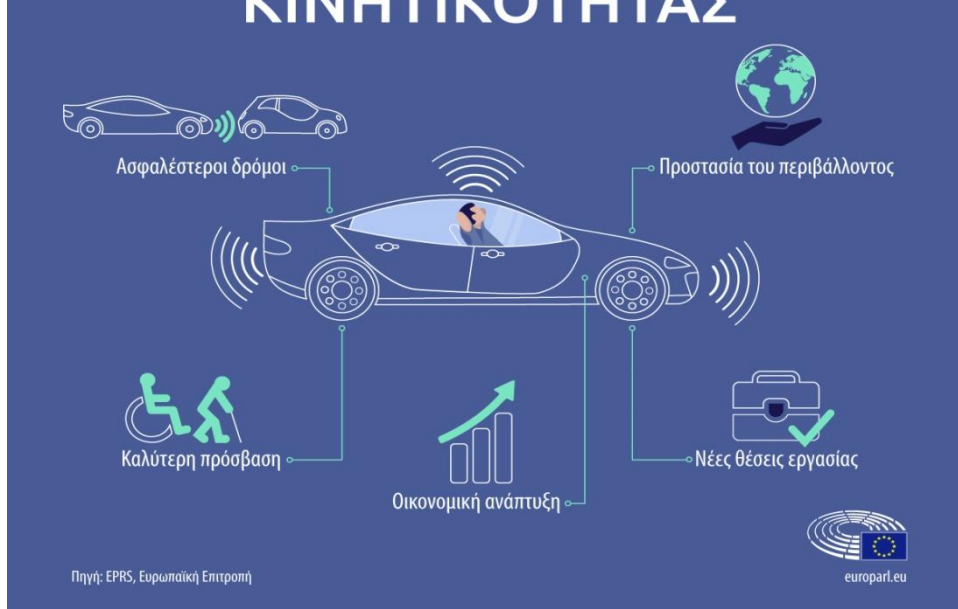 ΚΙΝΗΤΙΚΟΤΗΤΑΣ
Ασφαλέστεροι δρόμοι
Προστασία του περιβάλλοντος
Καλύτερη πρόσβαση
Οικονομική ανάπτυξη
Νέες θέσεις εργασίας
Πηγή: EPRS, Ευρωπαϊκή Επιτροπή
europarl.eu